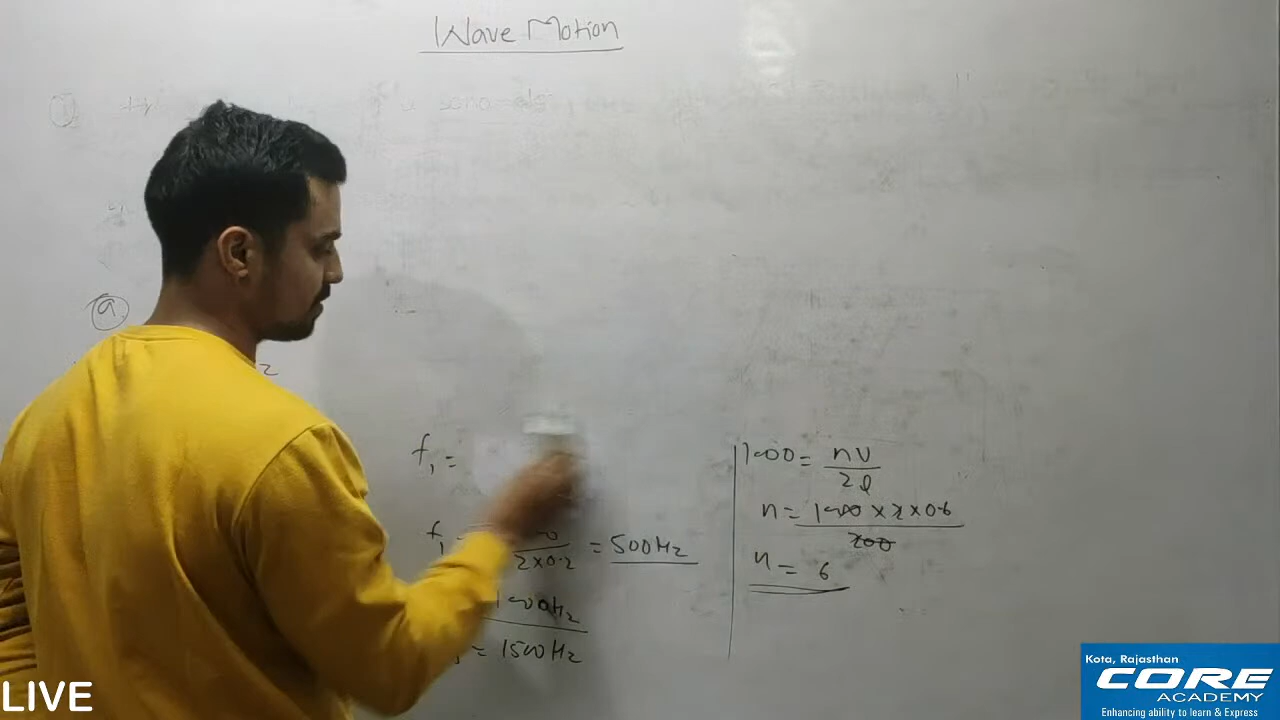 Wave Motion
a
f₁ =
= 500Hz
2×0.2
1000Hz
= 1500Hz
1000 = nv
2l
n = 1000 × 2 × 0.6
200
n = 6
LIVE
Kota, Rajasthan
CORE
ACADEMY
Enhancing ability to learn & Express